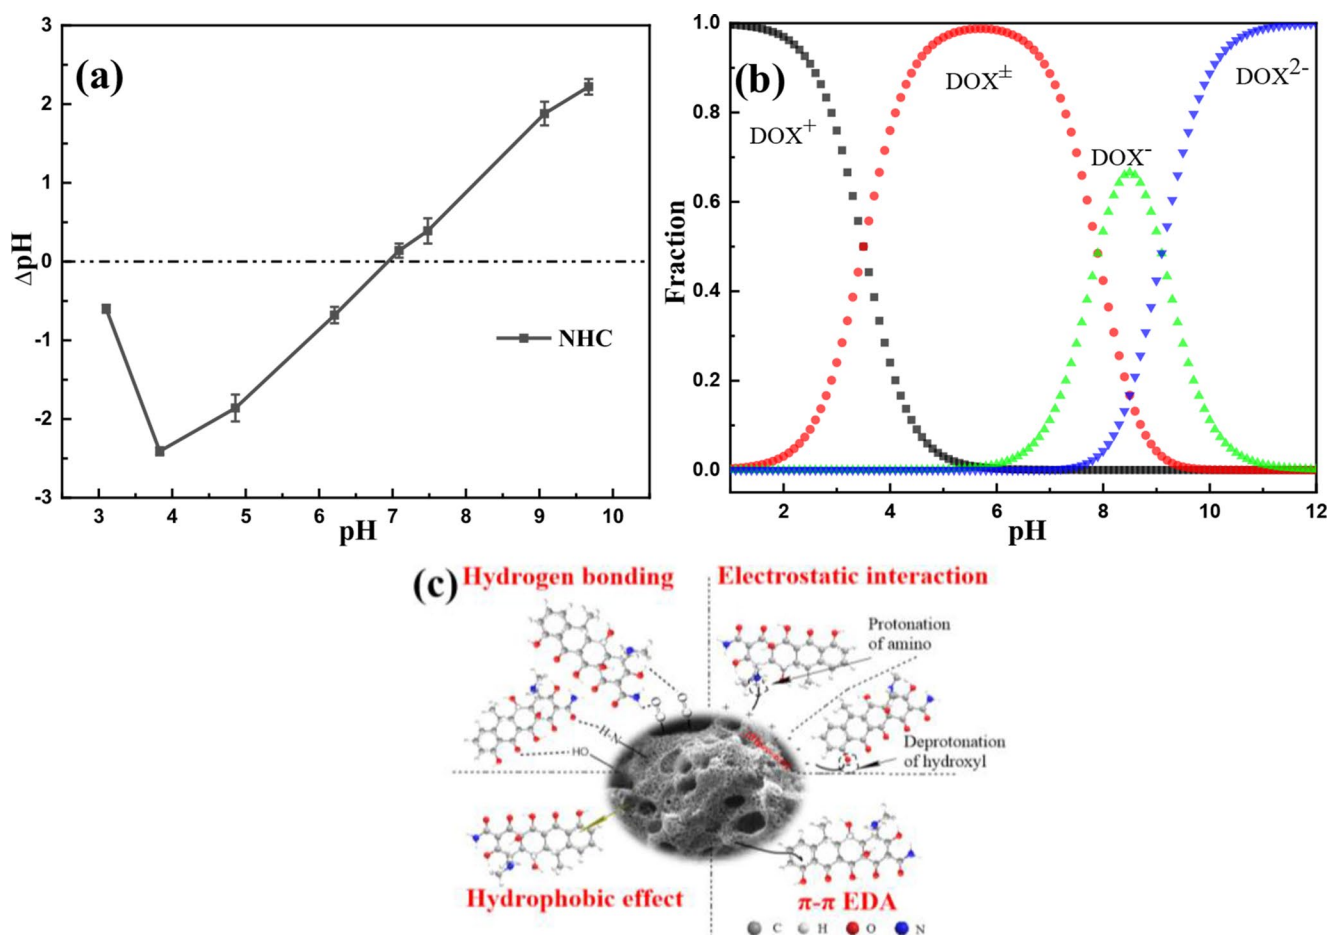 (a)
3
2
1
0
-1
-2
-3
ΔpH
NHC
3 4 5 6 7 8 9 10
pH
(b)
1.0
0.8
0.6
0.4
0.2
0.0
Fraction
DOX+
DOX±
DOX-
DOX2-
2 4 6 8 10 12
pH
(c)
Hydrogen bonding
Electrostatic interaction
Protonation
of amino
Deprotonation
of hydroxyl
H-N
HO
Hydrophobic effect
π-π EDA
C H O N